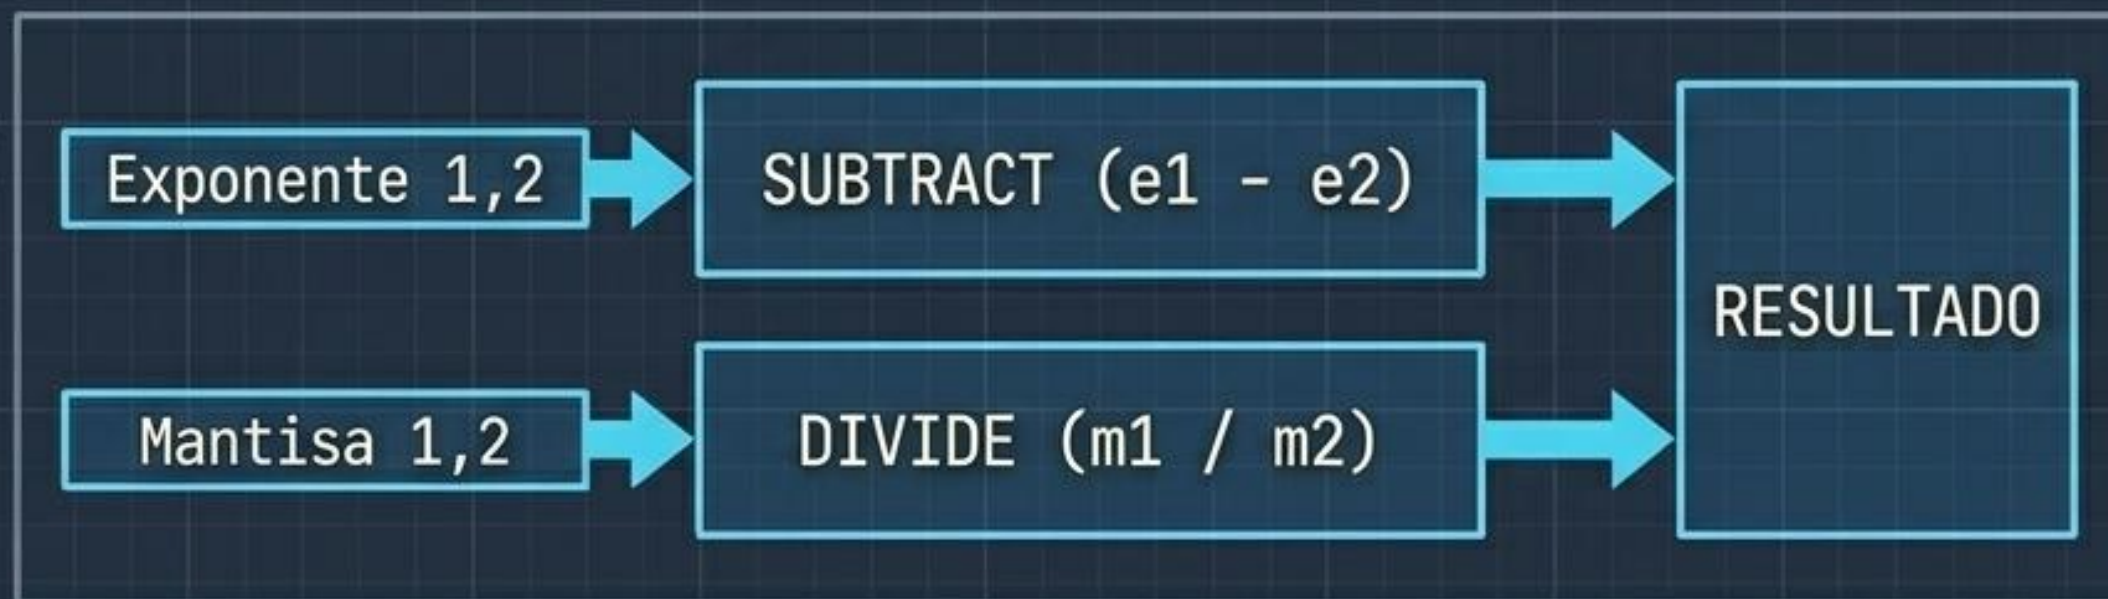 Exponente 1,2
SUBTRACT (e1 - e2)
Mantisa 1,2
DIVIDE (m1 / m2)
RESULTADO